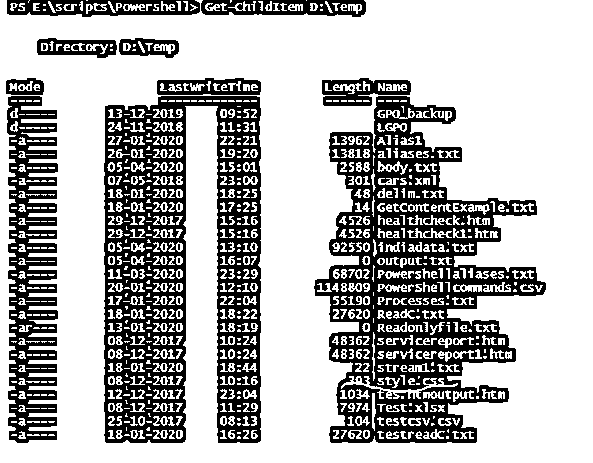 PS E:\scripts\Powershell> Get-ChildItem D:\Temp
Directory: D:\Temp
Mode LastWriteTime Length Name
---- ------------- ------ ----
d----- 13-12-2019 09:52 GPO_backup
d----- 24-11-2018 11:31 LGPO
-a---- 27-01-2020 22:21 13962 Alias1
-a---- 26-01-2020 19:20 13818 aliases.txt
-a---- 05-04-2020 15:01 2588 body.txt
-a---- 07-05-2018 23:00 301 cars.xml
-a---- 18-01-2020 18:25 48 delim.txt
-a---- 18-01-2020 17:25 14 GetContentExample.txt
-a---- 29-12-2017 15:16 4526 healthcheck.htm
-a---- 29-12-2017 15:16 4526 healthcheck1.htm
-a---- 05-04-2020 13:10 92550 indiadata.txt
-a---- 05-04-2020 16:07 0 output.txt
-a---- 11-03-2020 23:29 68702 Powershellaliases.txt
-a---- 20-01-2020 12:10 1148809 PowerShellcommands.csv
-a---- 17-01-2020 22:04 55190 Processes.txt
-a---- 18-01-2020 18:22 27620 ReadC.txt
-ar--- 13-01-2020 18:19 0 Readonlyfile.txt
-a---- 08-12-2017 10:24 48362 servicereport.htm
-a---- 08-12-2017 10:24 48362 servicereport1.htm
-a---- 18-01-2020 18:44 22 stream1.txt
-a---- 08-12-2017 10:16 393 style.css
-a---- 12-12-2017 23:04 1034 tes.htmoutput.htm
-a---- 08-12-2017 11:29 7974 Test.xlsx
-a---- 25-10-2017 08:13 104 testcsv.csv
-a---- 18-01-2020 16:26 27620 testreadC.txt